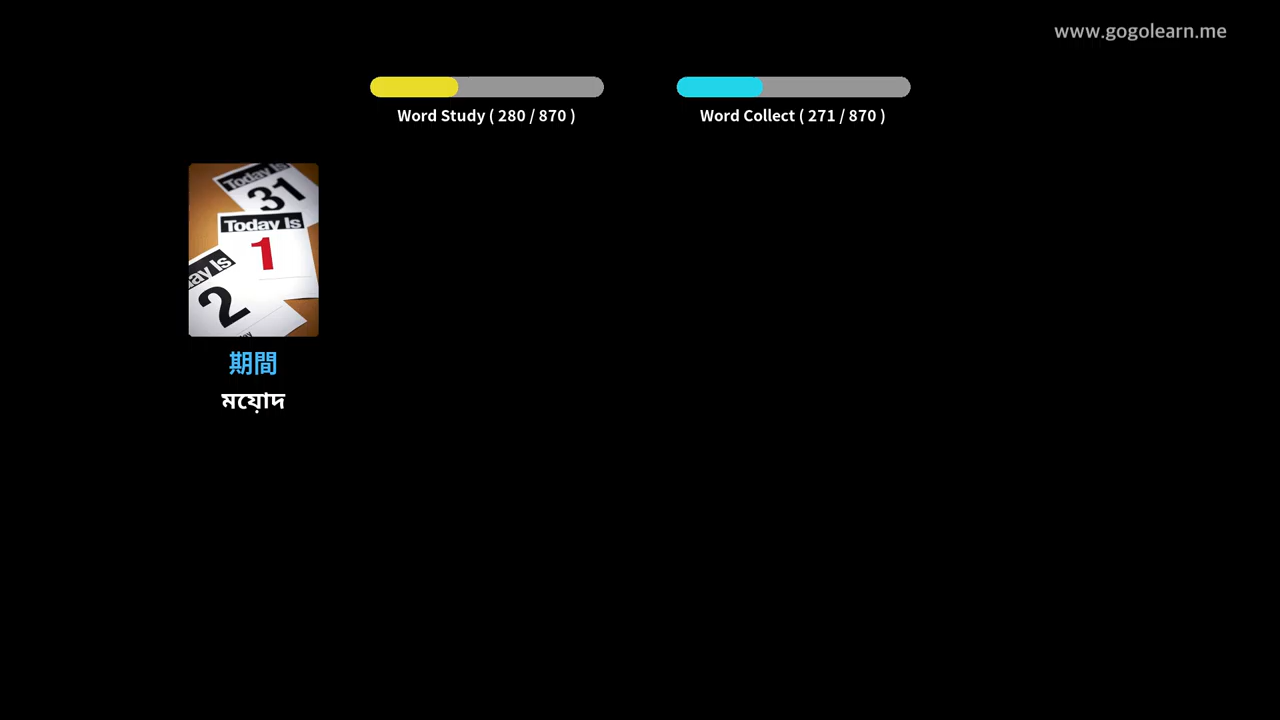 www.gogolearn.me
Word Study ( 280 / 870 )
Word Collect ( 271 / 870 )
Today Is
31
Today Is
1
ay Is
2
期間
ময়োদ